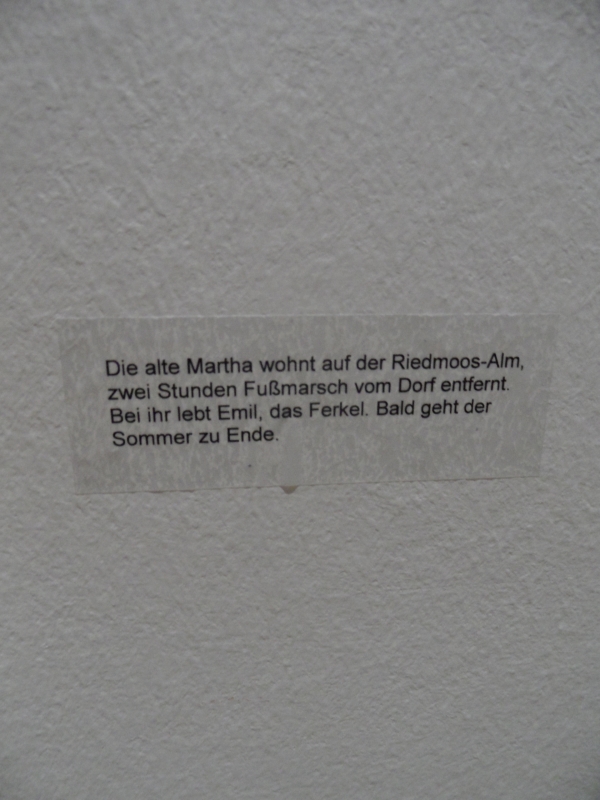 Die alte Martha wohnt auf der Riedmoos-Alm,
zwei Stunden Fußmarsch vom Dorf entfernt.
Bei ihr lebt Emil, das Ferkel. Bald geht der
Sommer zu Ende.